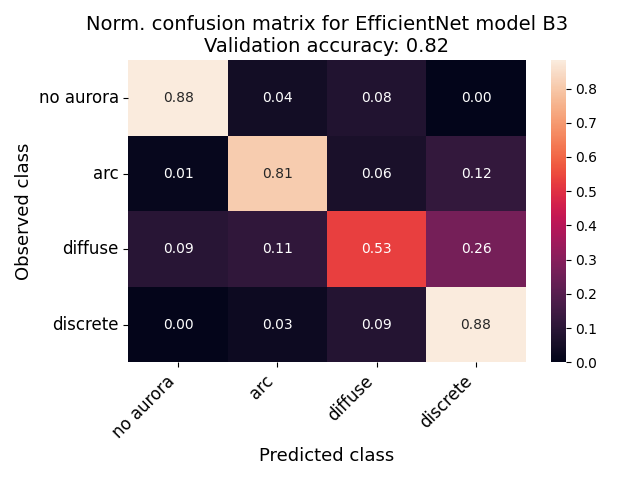 Norm. confusion matrix for EfficientNet model B3
Validation accuracy: 0.82
Observed class
no aurora 0.88 0.04 0.08 0.00
arc 0.01 0.81 0.06 0.12
diffuse 0.09 0.11 0.53 0.26
discrete 0.00 0.03 0.09 0.88
no aurora arc diffuse discrete
Predicted class
0.8
0.7
0.6
0.5
0.4
0.3
0.2
0.1
0.0